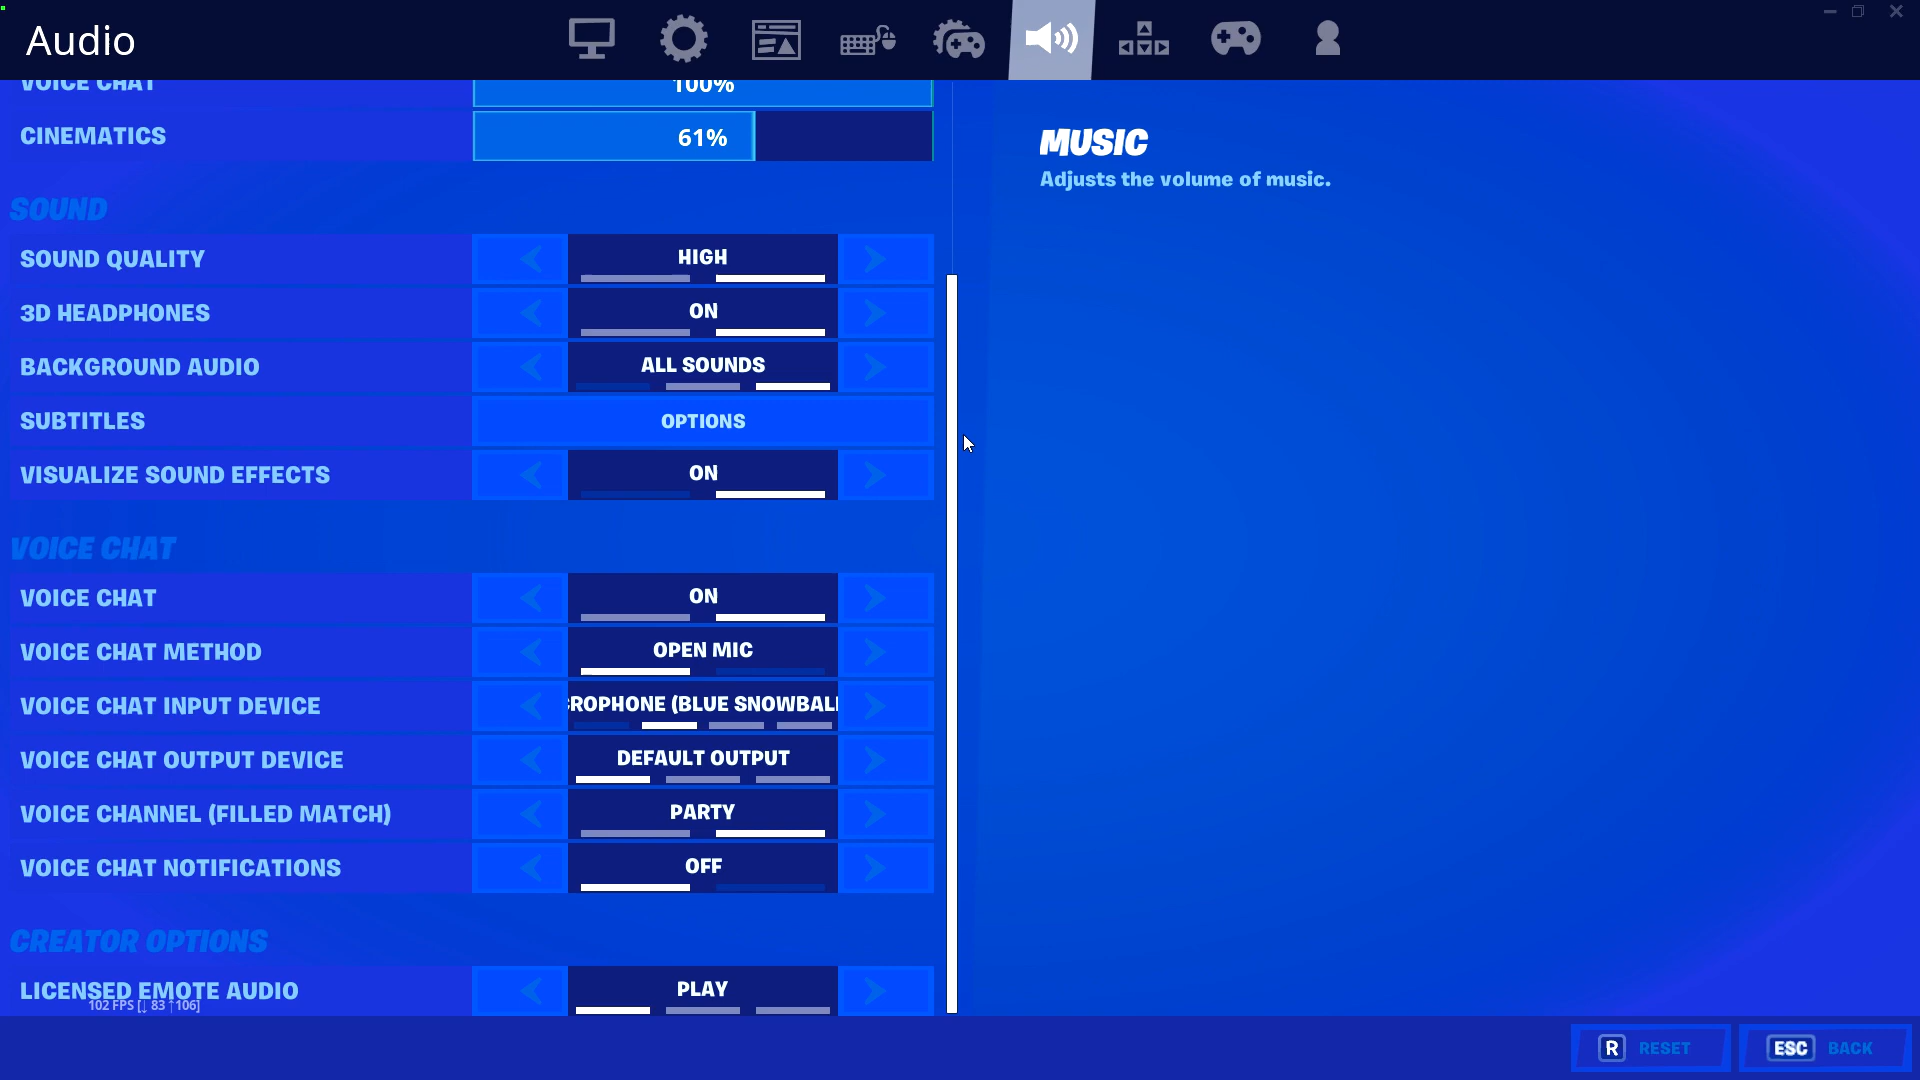 Audio
VOICE CHAT 100%
CINEMATICS 61%
MUSIC
Adjusts the volume of music.
SOUND
SOUND QUALITY HIGH
3D HEADPHONES ON
BACKGROUND AUDIO ALL SOUNDS
SUBTITLES OPTIONS
VISUALIZE SOUND EFFECTS ON
VOICE CHAT
VOICE CHAT ON
VOICE CHAT METHOD OPEN MIC
VOICE CHAT INPUT DEVICE CROPHONE (BLUE SNOWBALL
VOICE CHAT OUTPUT DEVICE DEFAULT OUTPUT
VOICE CHANNEL (FILLED MATCH) PARTY
VOICE CHAT NOTIFICATIONS OFF
CREATOR OPTIONS
LICENSED EMOTE AUDIO PLAY
102 FPS [↓ 83 ↑106]
R RESET ESC BACK